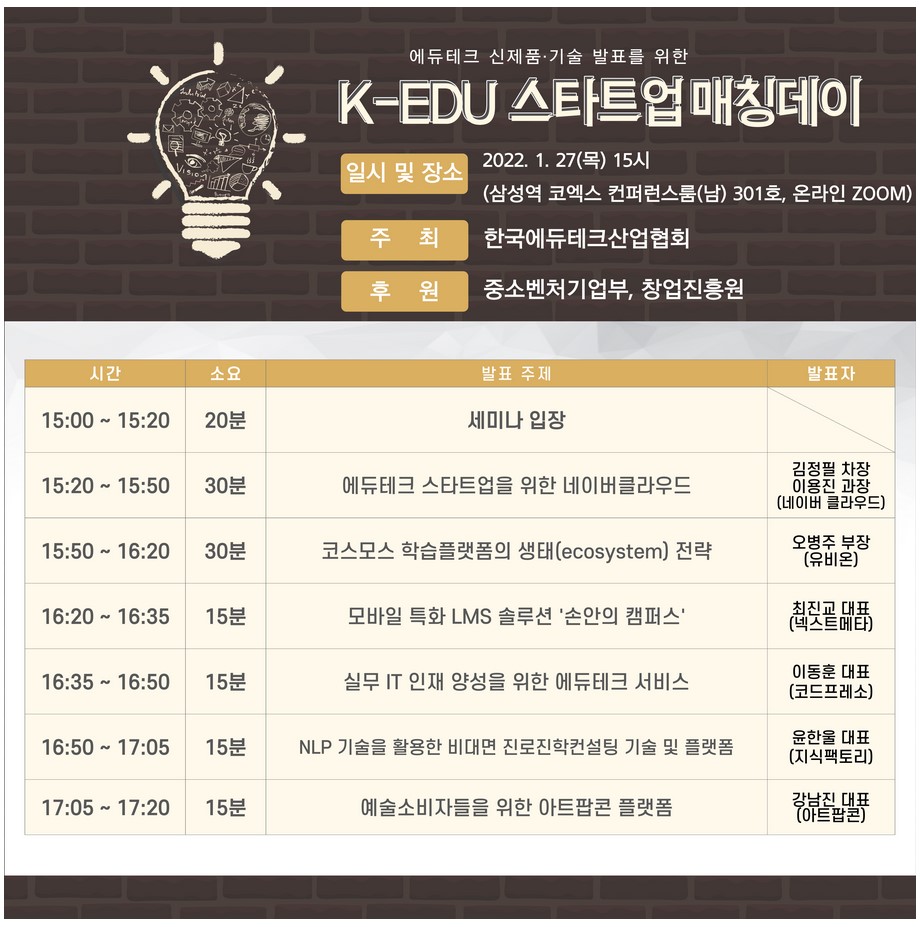 에듀테크 신제품·기술 발표를 위한
K-EDU 스타트업 매칭데이
일시 및 장소
2022. 1. 27(목) 15시
(삼성역 코엑스 컨퍼런스룸(남) 301호, 온라인 ZOOM)
주 최
한국에듀테크산업협회
후 원
중소벤처기업부, 창업진흥원
시간 소요 발표 주제 발표자
15:00 ~ 15:20 20분 세미나 입장
15:20 ~ 15:50 30분 에듀테크 스타트업을 위한 네이버클라우드
김정필 차장
이용진 과장
(네이버 클라우드)
15:50 ~ 16:20 30분 코스모스 학습플랫폼의 생태(ecosystem) 전략
오병주 부장
(유비온)
16:20 ~ 16:35 15분 모바일 특화 LMS 솔루션 '손안의 캠퍼스'
최진교 대표
(넥스트메타)
16:35 ~ 16:50 15분 실무 IT 인재 양성을 위한 에듀테크 서비스
이동훈 대표
(코드프레소)
16:50 ~ 17:05 15분 NLP 기술을 활용한 비대면 진로진학컨설팅 기술 및 플랫폼
윤한울 대표
(지식팩토리)
17:05 ~ 17:20 15분 예술소비자들을 위한 아트팝콘 플랫폼
강남진 대표
(아트팝콘)